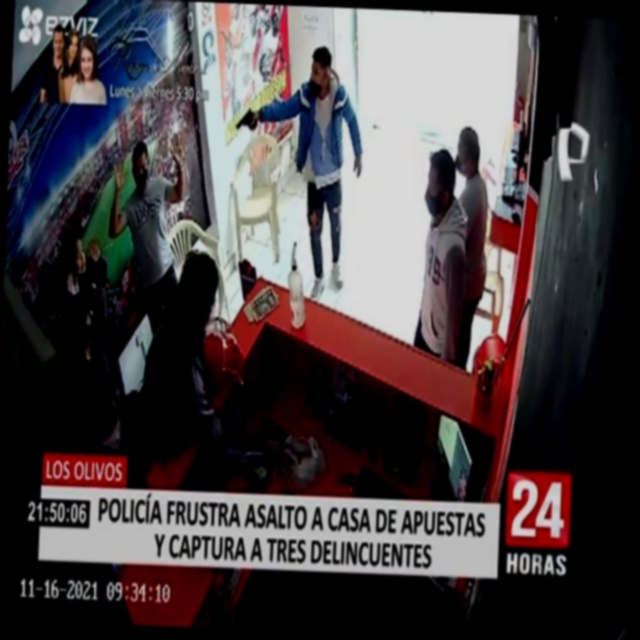 ezviz
Lunes a Viernes 5:30 pm
LOS OLIVOS
21:50:06
POLICÍA FRUSTRA ASALTO A CASA DE APUESTAS
Y CAPTURA A TRES DELINCUENTES
24
HORAS
11-16-2021 09:34:10